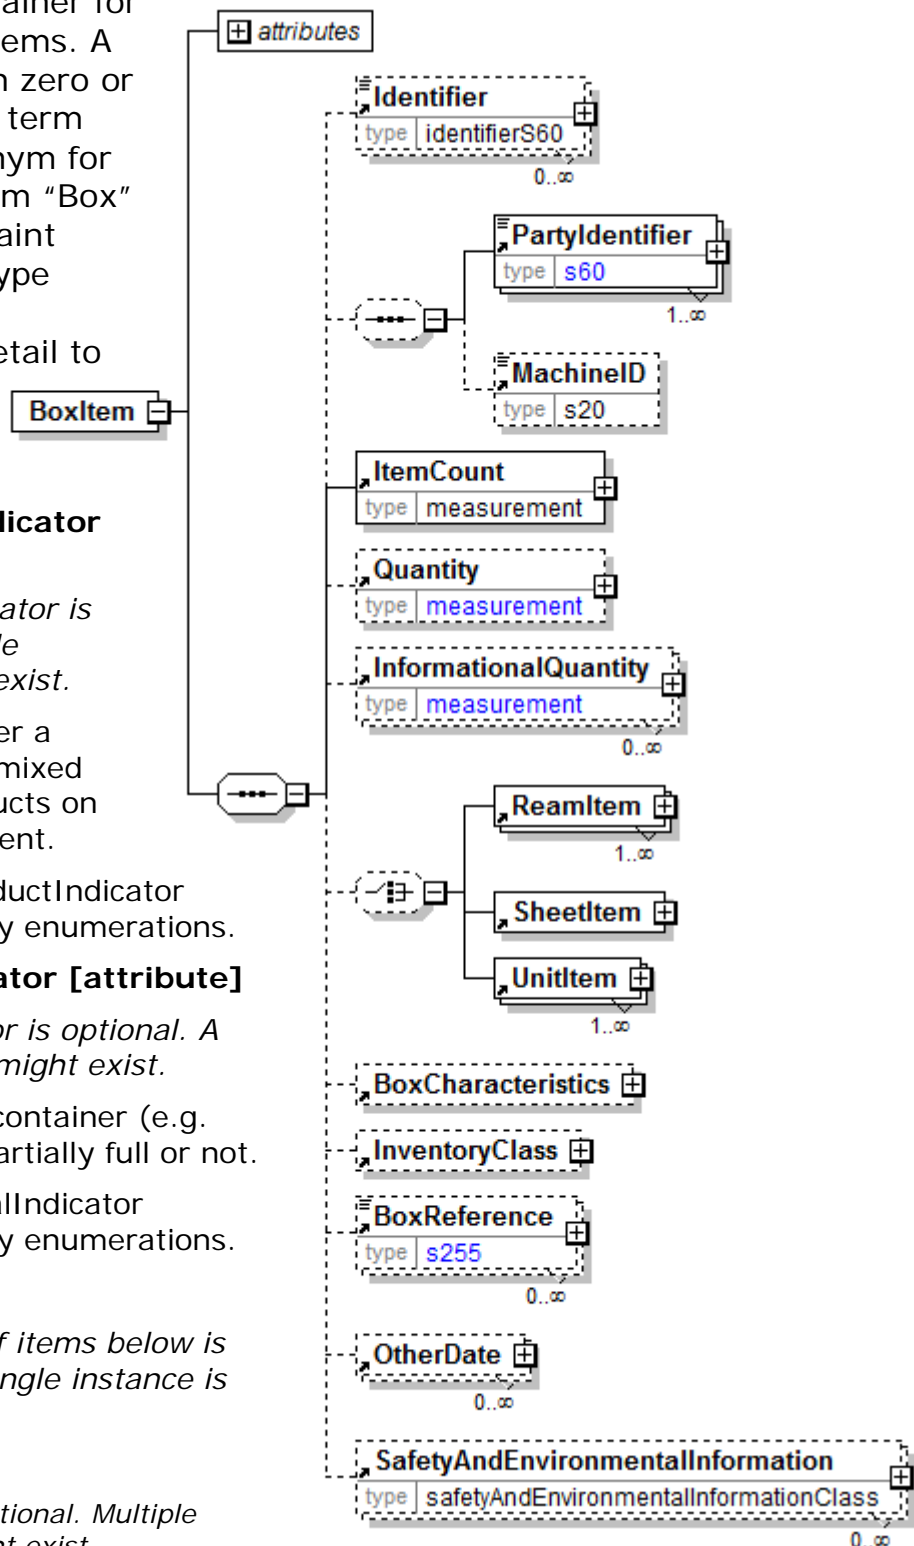 ainer for
ems. A
n zero or
term
nym for
m “Box”
aint
ype
etail to
licator
ator is
le
exist.
er a
mixed
ucts on
ent.
ductIndicator
y enumerations.
ator [attribute]
or is optional. A
might exist.
container (e.g.
artially full or not.
alIndicator
y enumerations.
f items below is
ngle instance is
tional. Multiple
nt exist
attributes
Identifier
type identifierS60
0..∞
PartyIdentifier
type s60
1..∞
MachineID
type s20
BoxItem
ItemCount
type measurement
Quantity
type measurement
InformationalQuantity
type measurement
0..∞
ReamItem
1..∞
SheetItem
UnitItem
1..∞
BoxCharacteristics
InventoryClass
BoxReference
type s255
0..∞
OtherDate
0..∞
SafetyAndEnvironmentalInformation
type safetyAndEnvironmentalInformationClass
0..∞